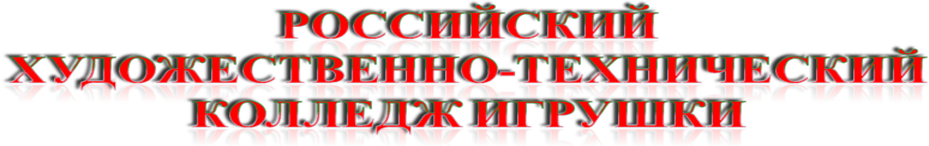 РОССИЙСКИЙ
ХУДОЖЕСТВЕННО-ТЕХНИЧЕСКИЙ
КОЛЛЕДЖ ИГРУШКИ